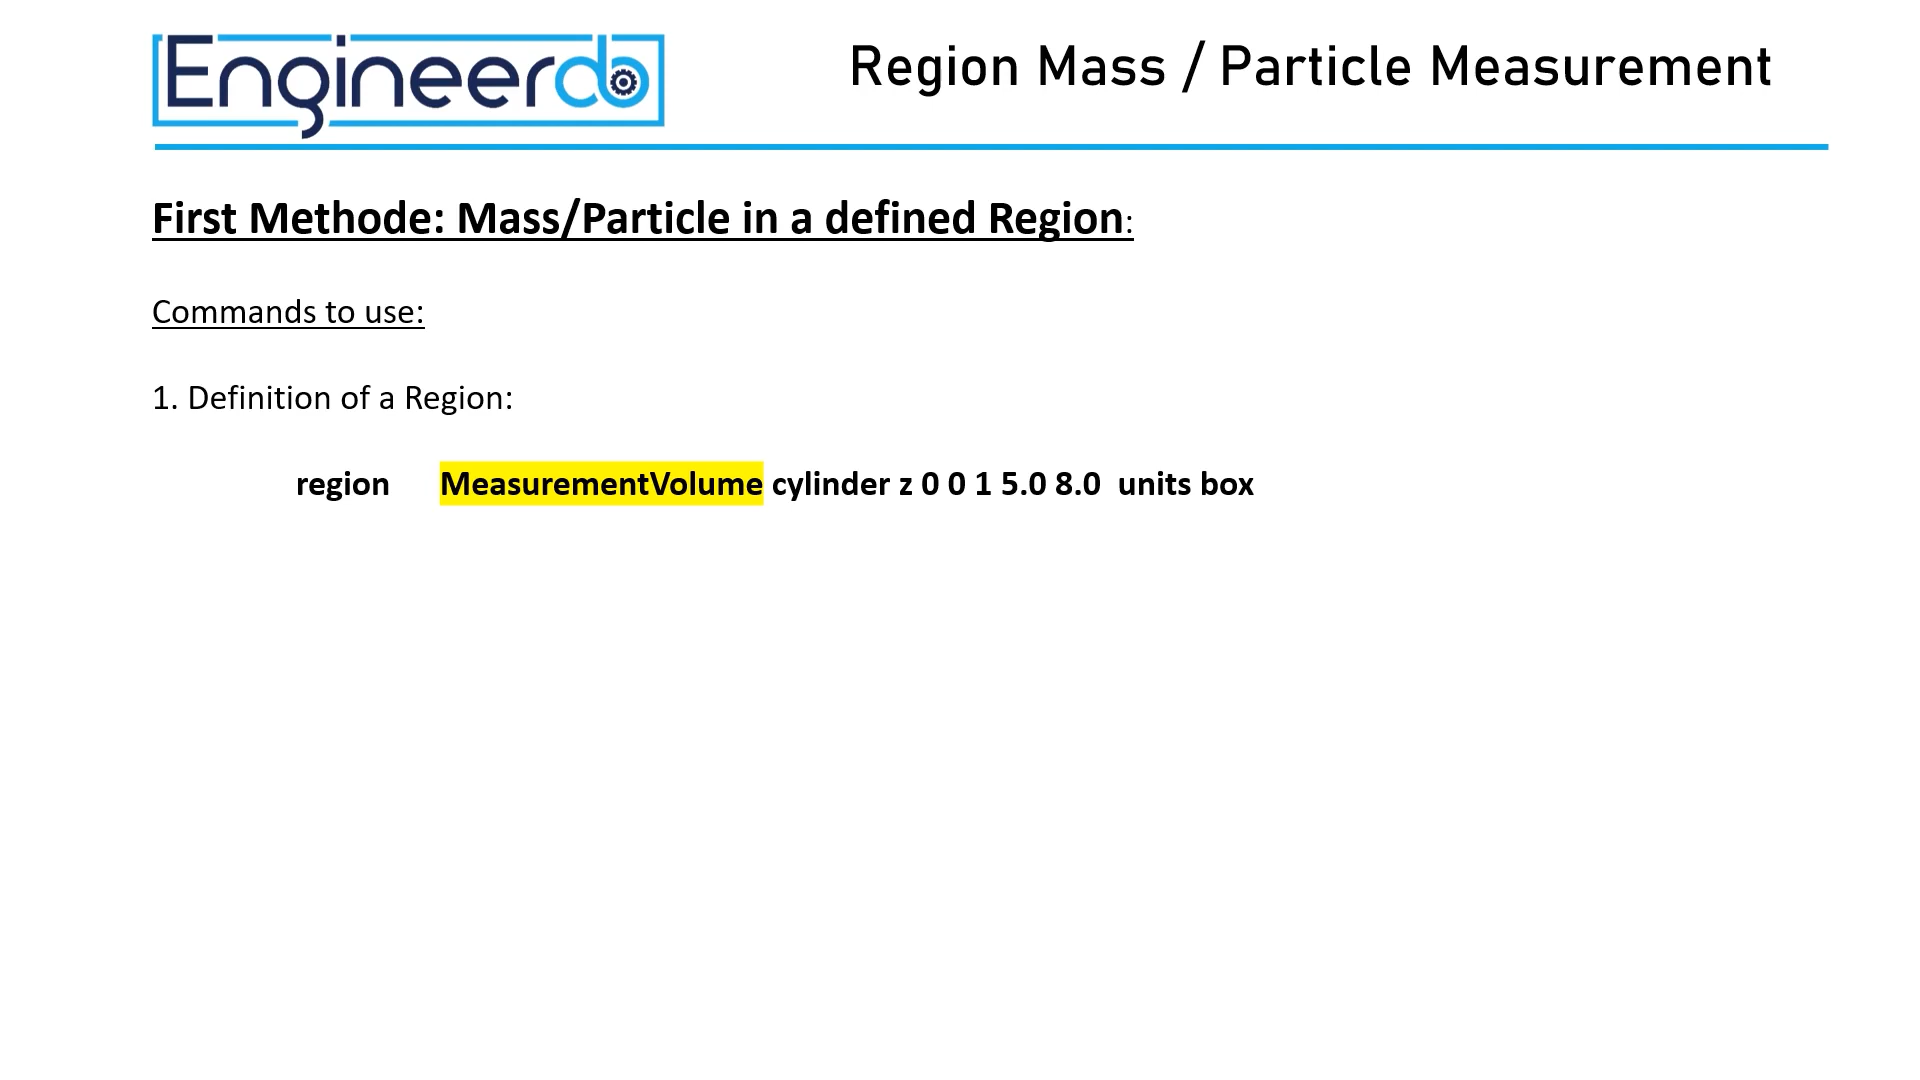 Engineerdo
Region Mass / Particle Measurement
First Methode: Mass/Particle in a defined Region:
Commands to use:
1. Definition of a Region:
region MeasurementVolume cylinder z 0 0 1 5.0 8.0 units box